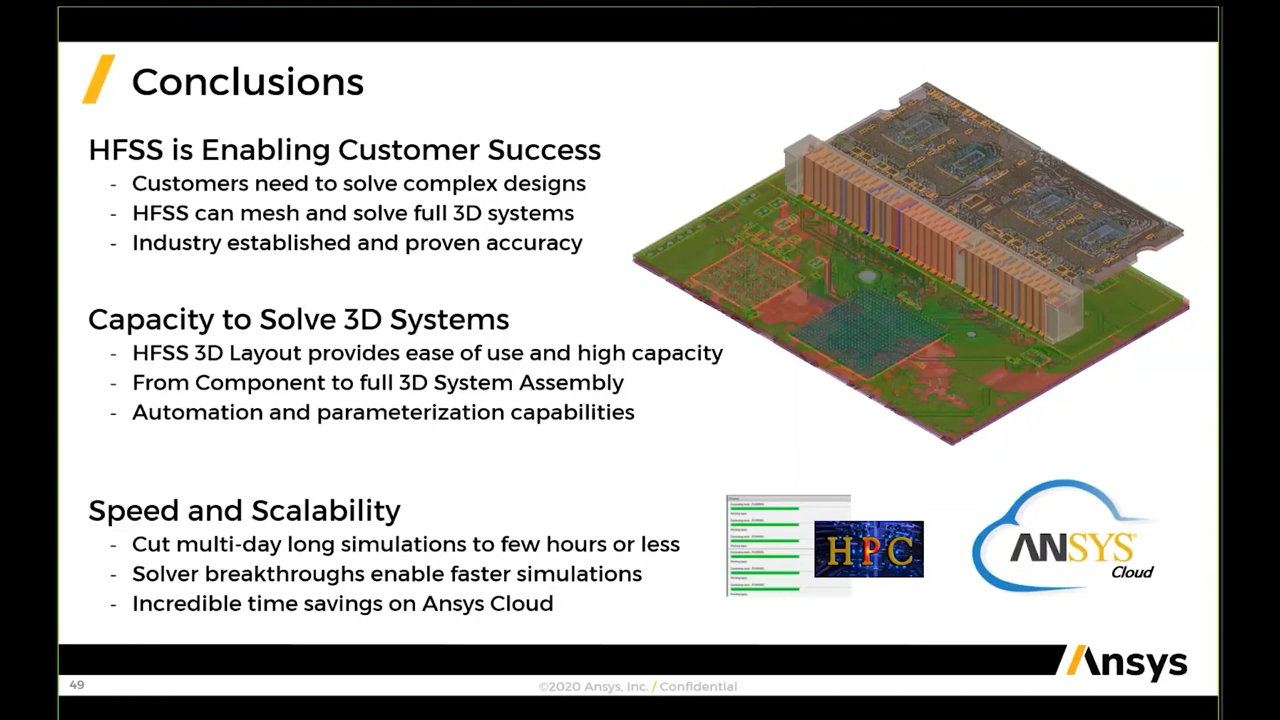 Conclusions
HFSS is Enabling Customer Success
- Customers need to solve complex designs
- HFSS can mesh and solve full 3D systems
- Industry established and proven accuracy
Capacity to Solve 3D Systems
- HFSS 3D Layout provides ease of use and high capacity
- From Component to full 3D System Assembly
- Automation and parameterization capabilities
Speed and Scalability
- Cut multi-day long simulations to few hours or less
- Solver breakthroughs enable faster simulations
- Incredible time savings on Ansys Cloud
HPC
ANSYS®
Cloud
Ansys
49
©2020 Ansys, Inc. / Confidential